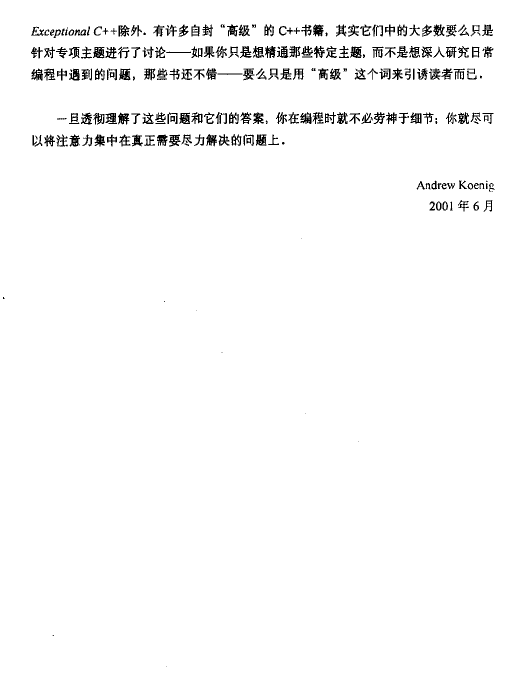 Exceptional C++除外．有许多自封“高级”的 C++书籍，其实它们中的大多数要么只是
针对专项主题进行了讨论——如果你只是想精通那些特定主题，而不是想深入研究日常
编程中遇到的问题，那些书还不错——要么只是用“高级”这个词来引诱读者而已．
一旦透彻理解了这些问题和它们的答案，你在编程时就不必劳神于细节；你就尽可
以将注意力集中在真正需要尽力解决的问题上．
Andrew Koenig
2001 年 6 月